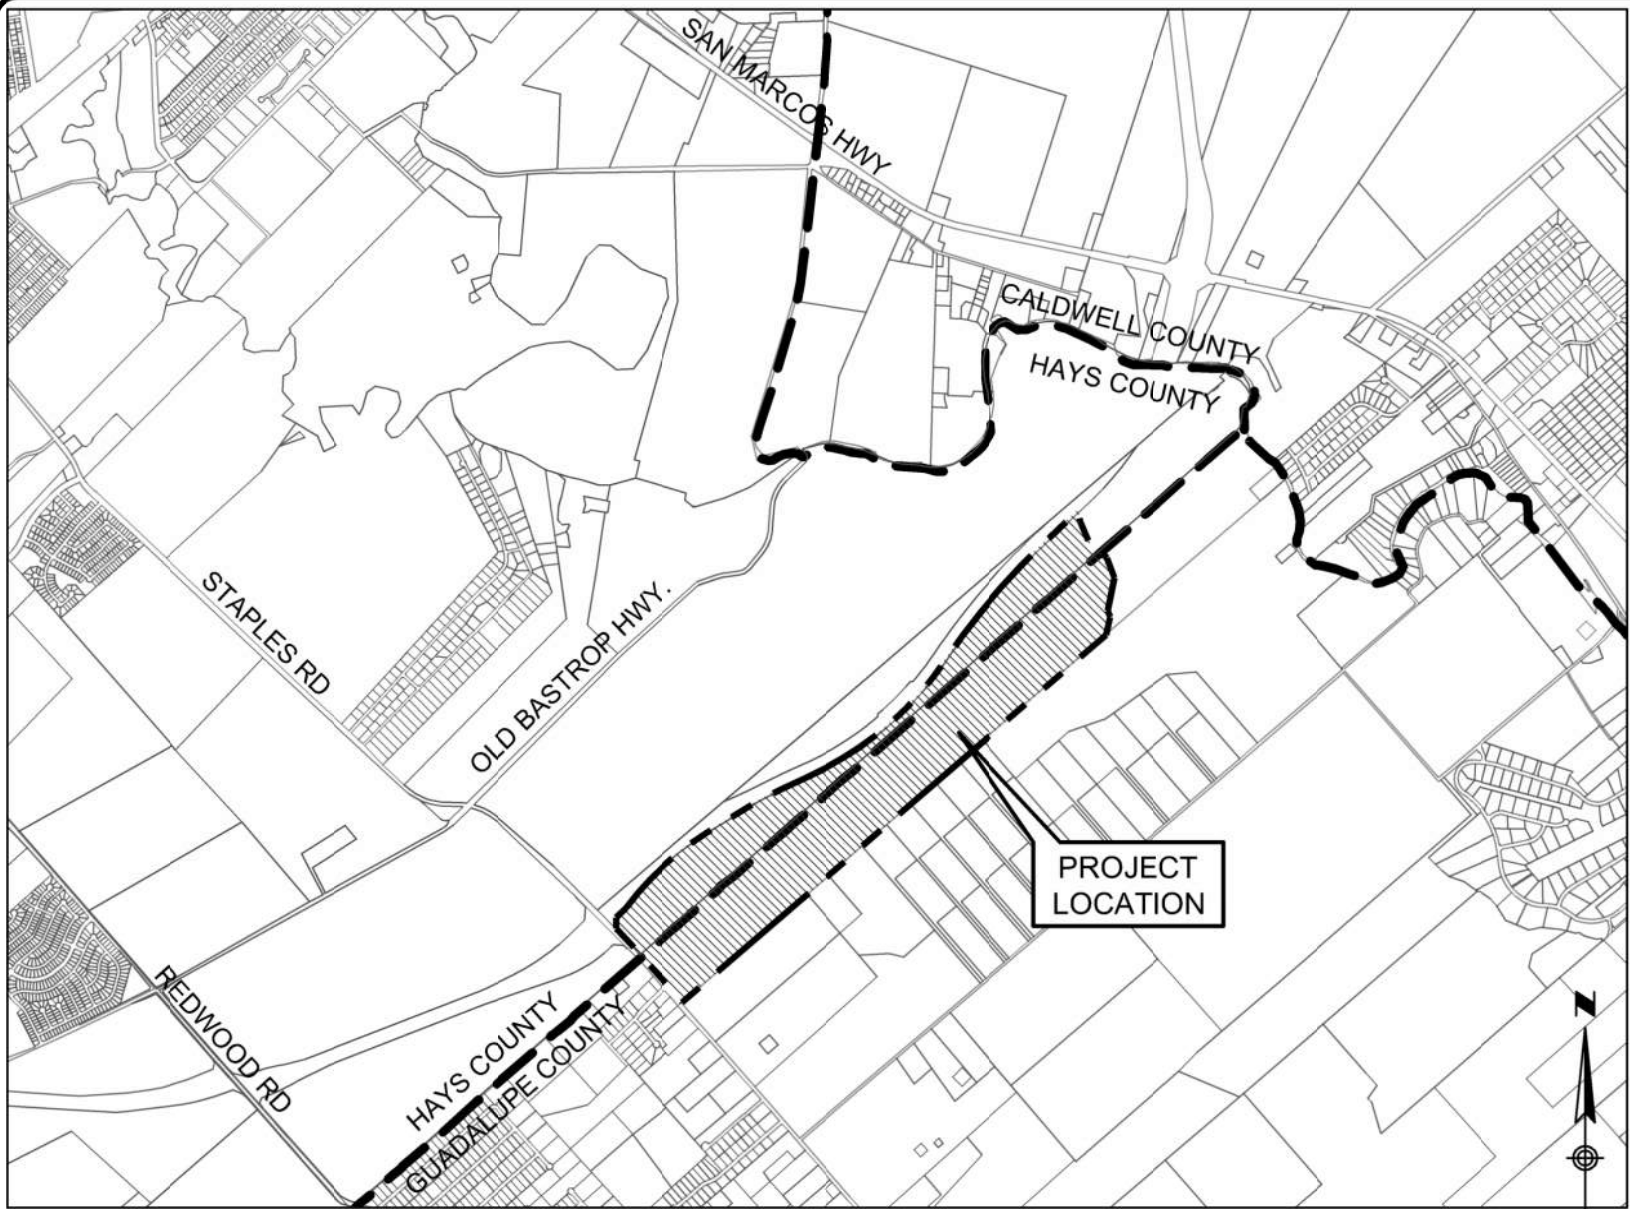 SAN MARCOS HWY
CALDWELL COUNTY
HAYS COUNTY
STAPLES RD
OLD BASTROP HWY.
PROJECT
LOCATION
REDWOOD RD
HAYS COUNTY
GUADALUPE COUNTY
N